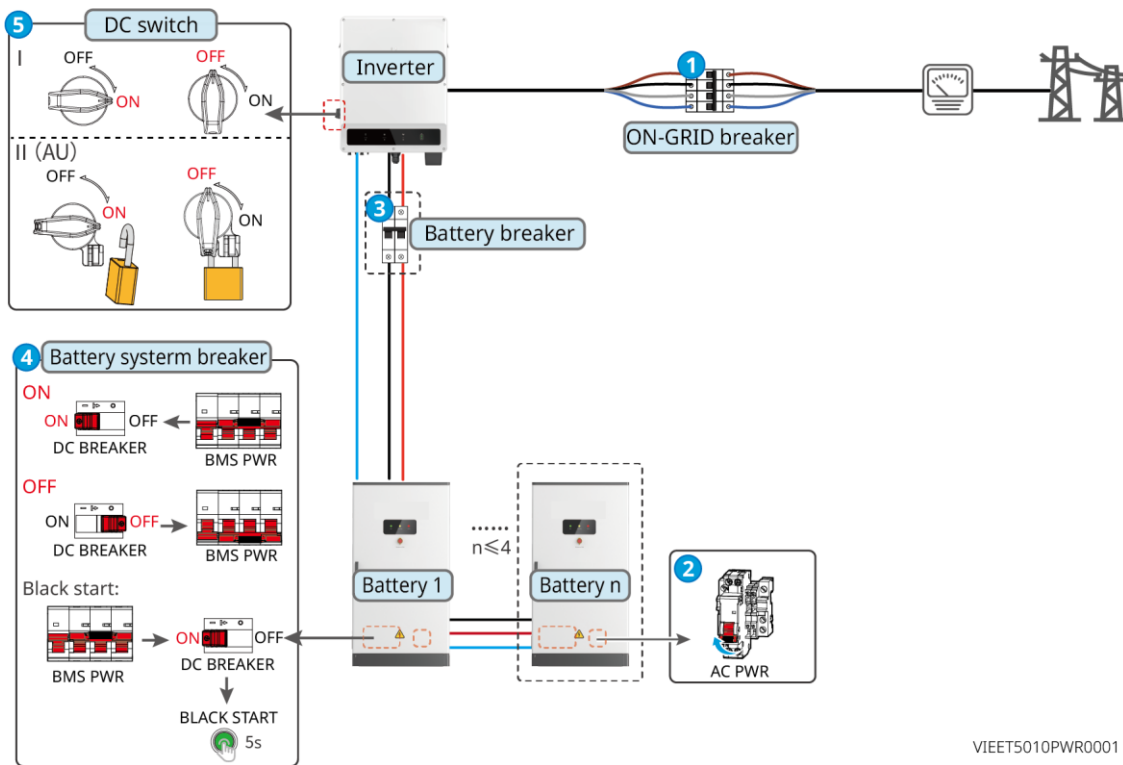 5
DC switch
I
OFF
ON
OFF
ON
II (AU)
OFF
ON
OFF
ON
Inverter
1
ON-GRID breaker
3
Battery breaker
4
Battery systerm breaker
ON
ON
OFF
DC BREAKER
BMS PWR
OFF
ON
OFF
DC BREAKER
BMS PWR
Black start:
BMS PWR
ON
OFF
DC BREAKER
BLACK START
5s
Battery 1
......
n≤4
Battery n
2
AC PWR
VIEET5010PWR0001